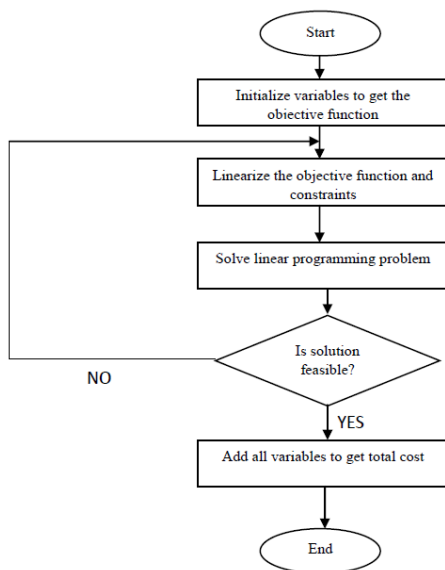 Start
Initialize variables to get the
objective function
Linearize the objective function and
constraints
Solve linear programming problem
Is solution
feasible?
NO
YES
Add all variables to get total cost
End